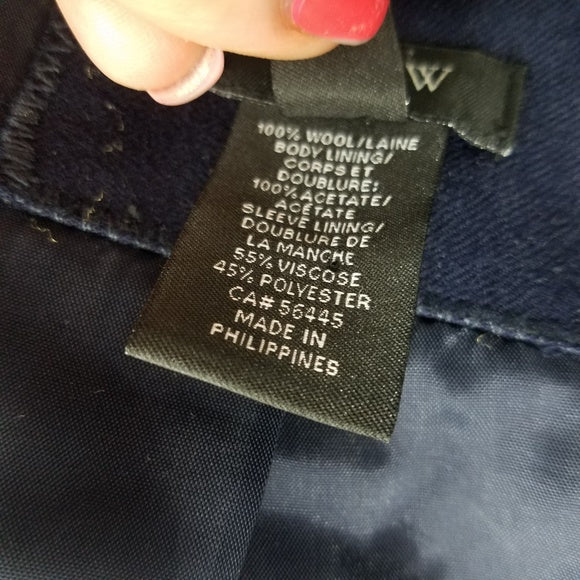 W
100% WOOL/LAINE
BODY LINING/
CORPS ET
DOUBLURE:
100% ACETATE/
ACÉTATE
SLEEVE LINING/
DOUBLURE DE
LA MANCHE
55% VISCOSE
45% POLYESTER
CA# 56445
MADE IN
PHILIPPINES